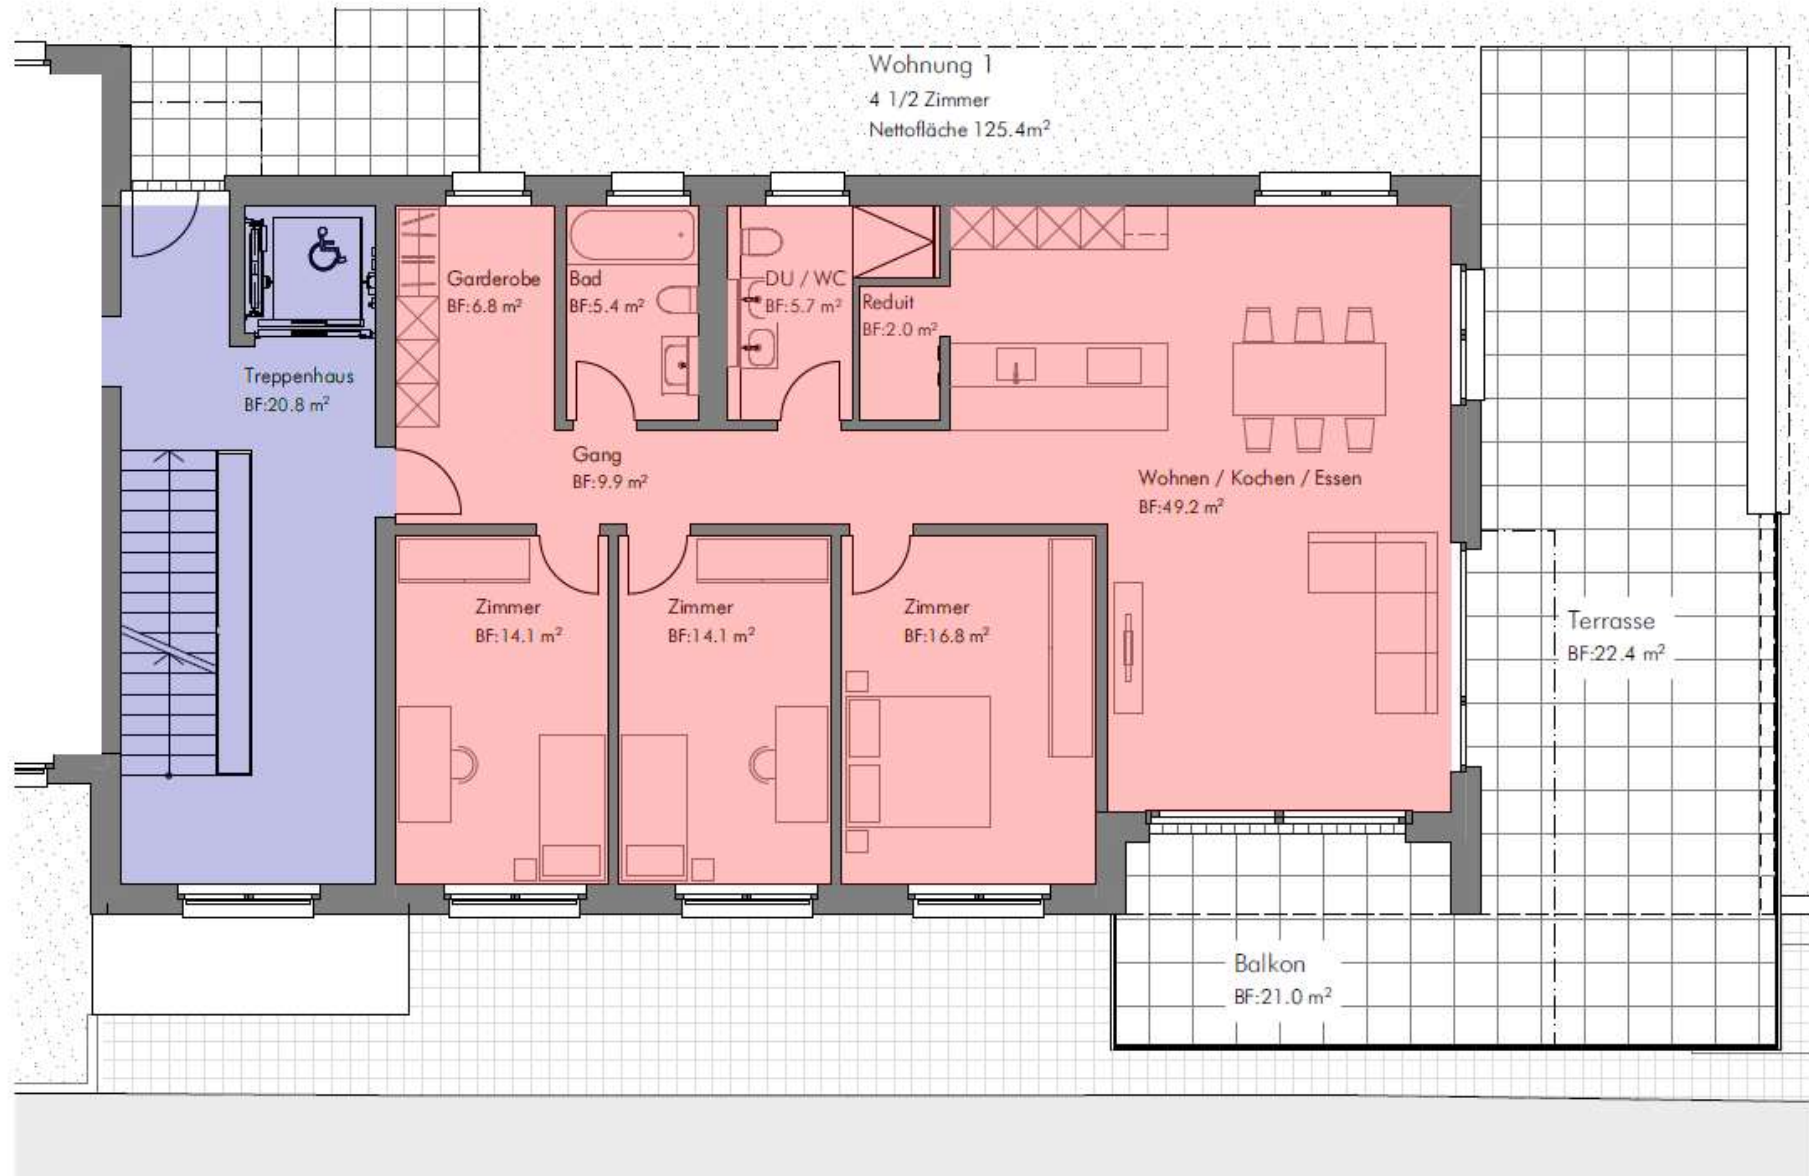 Wohnung 1
4 1/2 Zimmer
Nettofläche 125.4m²
Garderobe
BF:6.8 m²
Bad
BF:5.4 m²
DU / WC
BF:5.7 m²
Reduit
BF:2.0 m²
Treppenhaus
BF:20.8 m²
Gang
BF:9.9 m²
Wohnen / Kochen / Essen
BF:49.2 m²
Zimmer
BF:14.1 m²
Zimmer
BF:14.1 m²
Zimmer
BF:16.8 m²
Terrasse
BF:22.4 m²
Balkon
BF:21.0 m²